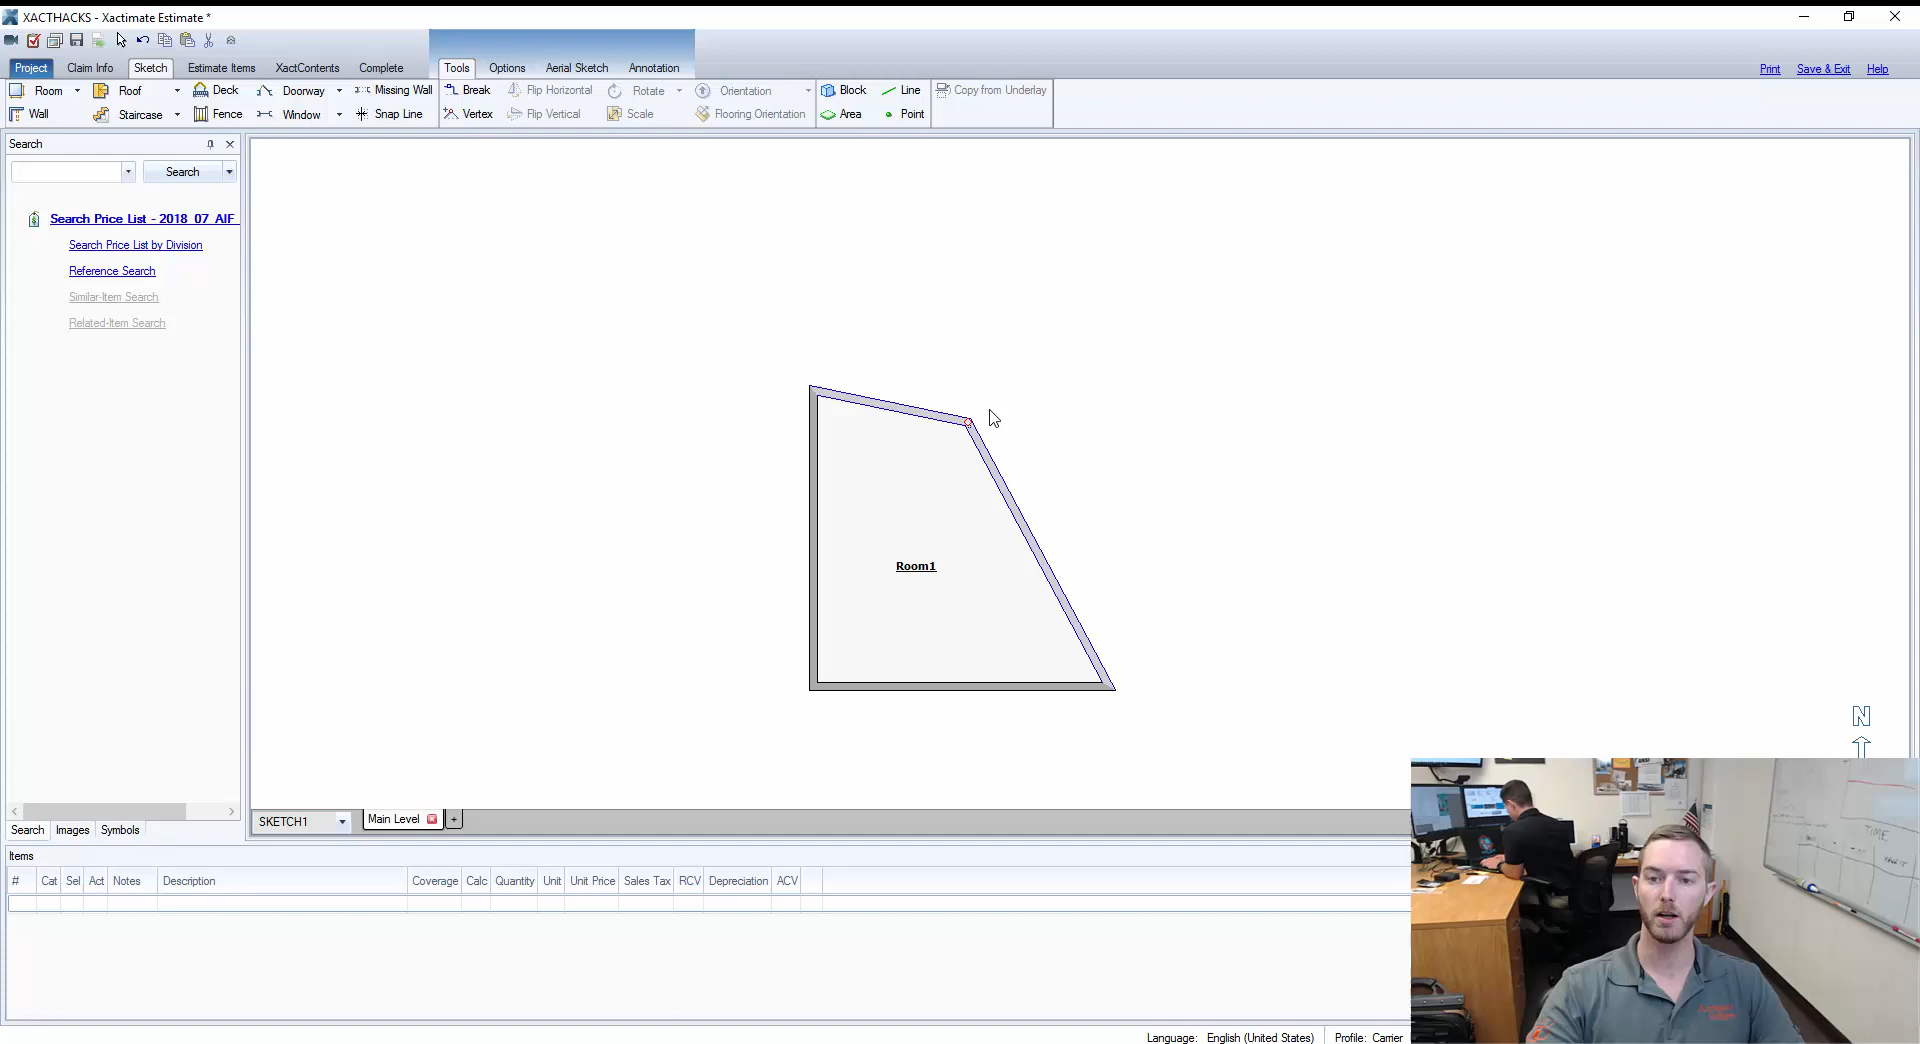 XACTHACKS - Xactimate Estimate *
Project Claim Info Sketch Estimate Items XactContents Complete Tools Options Aerial Sketch Annotation Print Save & Exit Help
Room Roof Deck Doorway Missing Wall Break Flip Horizontal Rotate Orientation Block Line Copy from Underlay
Wall Staircase Fence Window Snap Line Vertex Flip Vertical Scale Flooring Orientation Area Point
Search
Search
Search Price List - 2018_07_AIF
Search Price List by Division
Reference Search
Similar-Item Search
Related-Item Search
Room1
N
TIME
SKETCH1 Main Level +
Search Images Symbols
Items
# Cat Sel Act Notes Description Coverage Calc Quantity Unit Unit Price Sales Tax RCV Depreciation ACV
Language: English (United States) Profile: Carrier